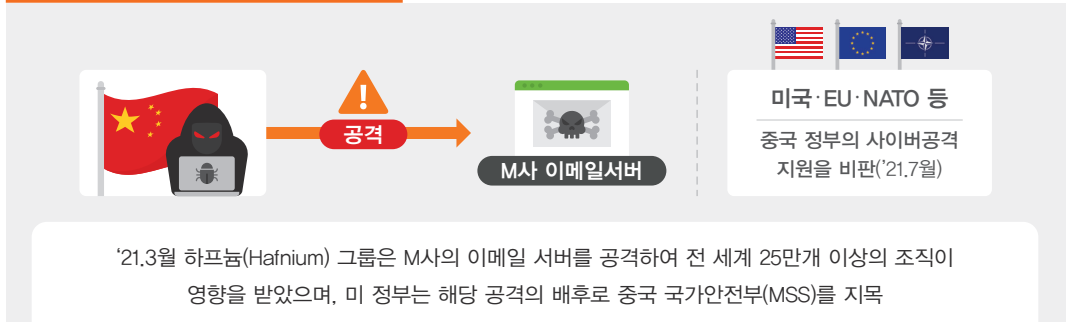 공격
M사 이메일서버
미국·EU·NATO 등
중국 정부의 사이버공격
지원을 비판('21.7월)
‘21.3월 하프늄(Hafnium) 그룹은 M사의 이메일 서버를 공격하여 전 세계 25만개 이상의 조직이
영향을 받았으며, 미 정부는 해당 공격의 배후로 중국 국가안전부(MSS)를 지목